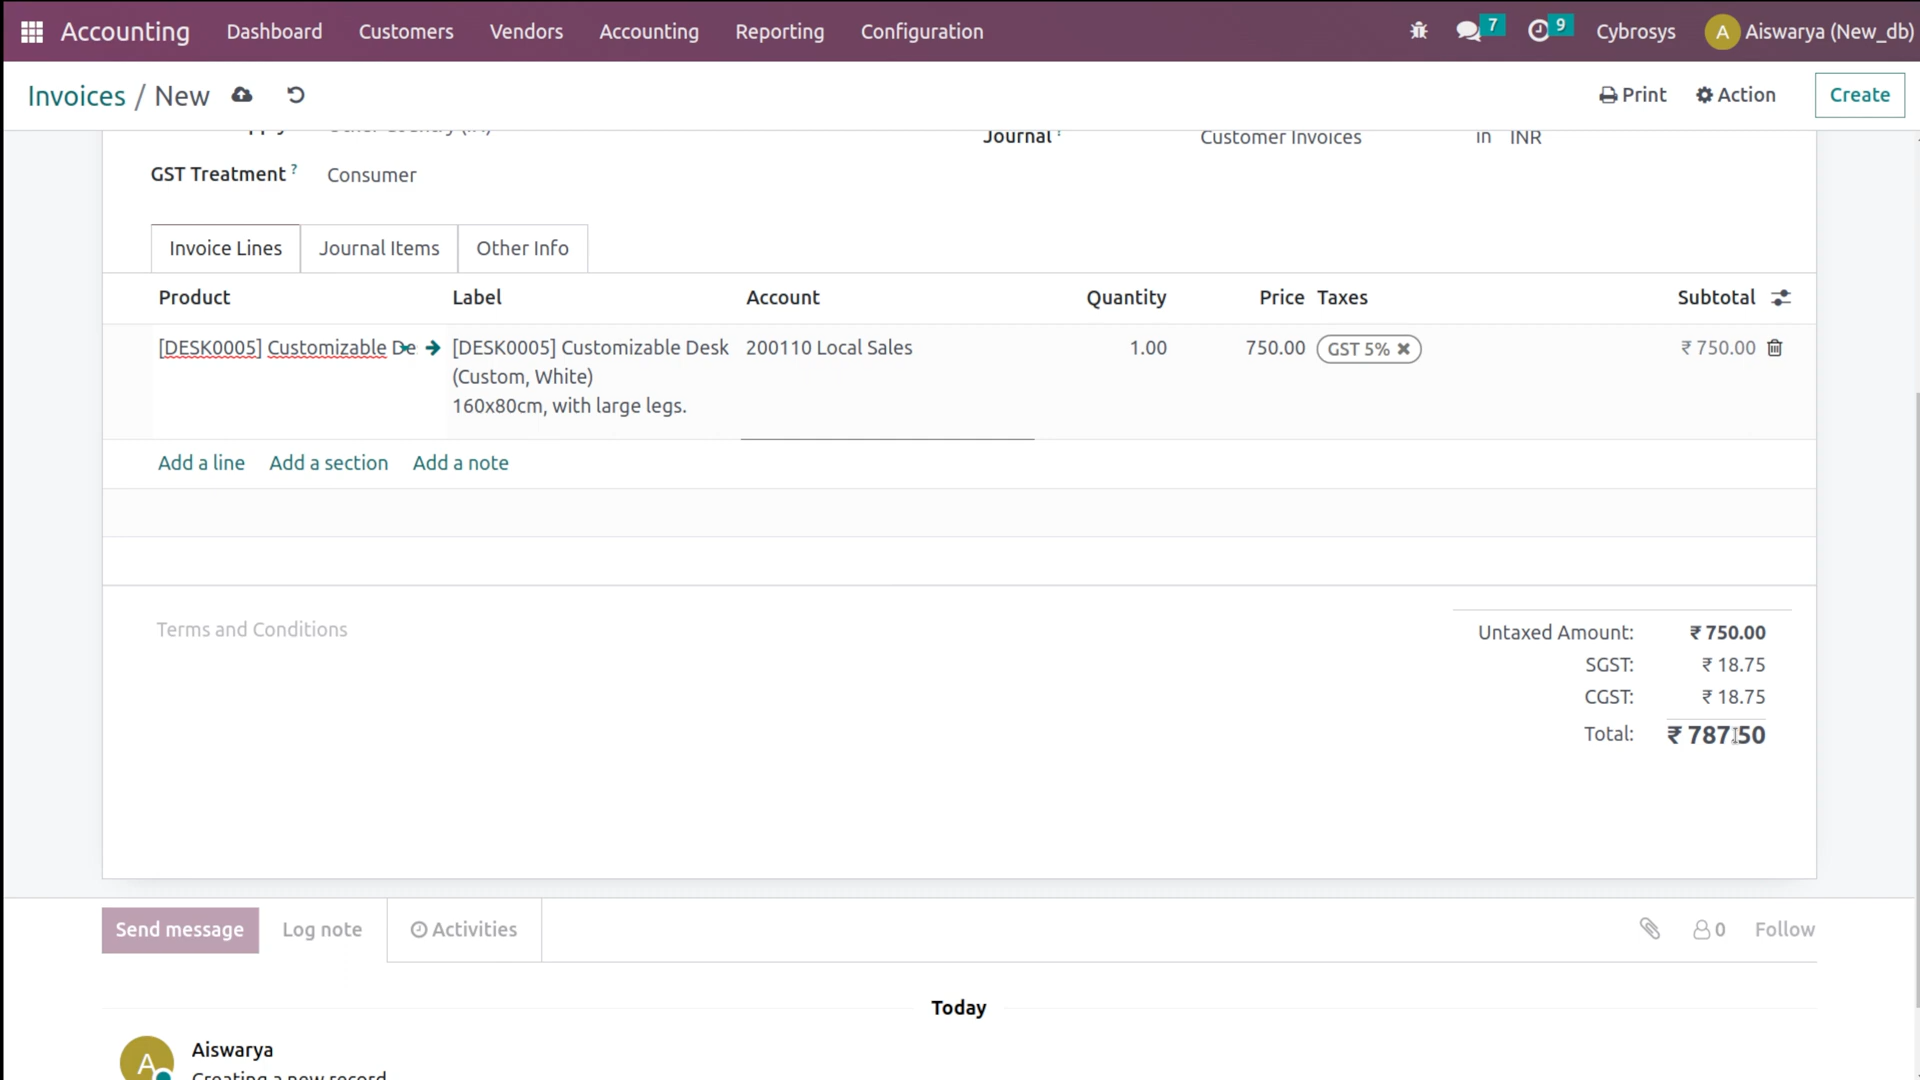 Accounting Dashboard Customers Vendors Accounting Reporting Configuration 7 9 Cybrosys A Aiswarya (New_db)
Invoices / New Print Action Create
Journal ? Customer Invoices in INR
GST Treatment ? Consumer
Invoice Lines Journal Items Other Info
Product Label Account Quantity Price Taxes Subtotal
[DESK0005] Customizable De [DESK0005] Customizable Desk 200110 Local Sales 1.00 750.00 GST 5% ✖ ₹ 750.00
(Custom, White)
160x80cm, with large legs.
Add a line Add a section Add a note
Terms and Conditions
Untaxed Amount: ₹ 750.00
SGST: ₹ 18.75
CGST: ₹ 18.75
Total: ₹ 787.50
Send message Log note Activities 0 Follow
Today
A Aiswarya
Creating a new record